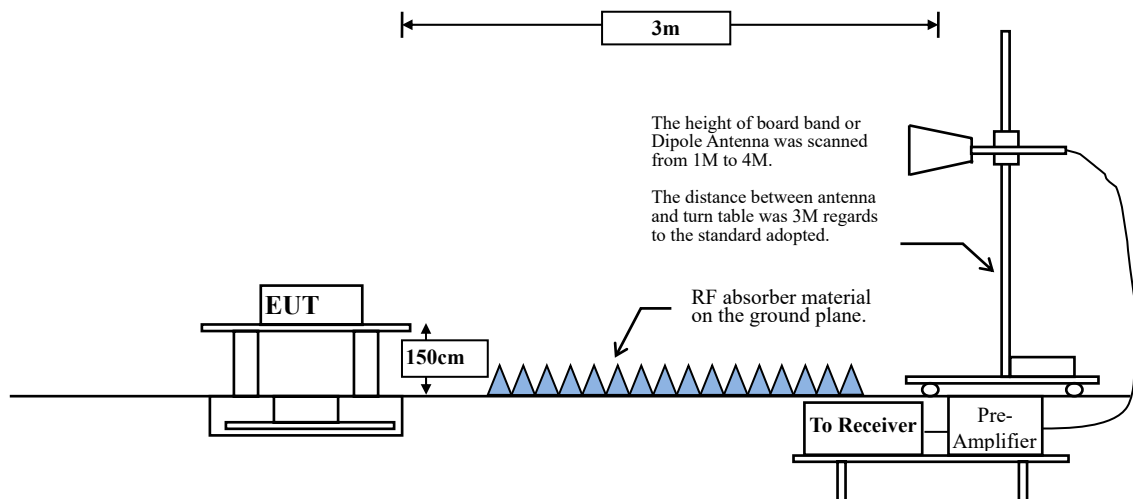 3m
The height of board band or
Dipole Antenna was scanned
from 1M to 4M.
The distance between antenna
and turn table was 3M regards
to the standard adopted.
EUT
RF absorber material
on the ground plane.
150cm
To Receiver
Pre-
Amplifier